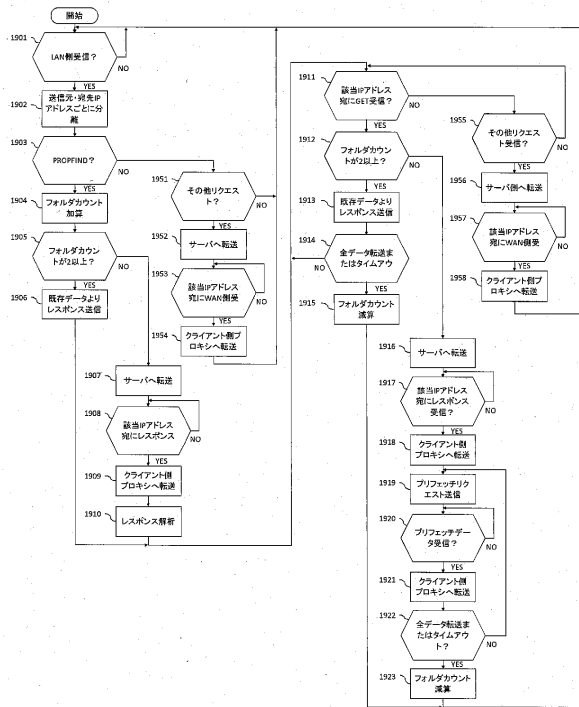 開始
1901
LAN側受信？
NO
YES
1902
送信元・宛先IP
アドレスごとに分
離
1903
PROPFIND？
NO
YES
1904
フォルダカウント
加算
1905
フォルダカウン
トが2以上？
NO
YES
1906
既存データより
レスポンス送信
1951
その他リクエス
ト？
NO
YES
1952
サーバへ転送
1953
該当IPアドレス
宛にWAN側受
NO
YES
1954
クライアント側プ
ロキシへ転送
1907
サーバへ転送
1908
該当IPアドレス
宛にレスポンス
NO
YES
1909
クライアント側
プロキシへ転送
1910
レスポンス解析
1911
該当IPアドレス
宛にGET受信？
NO
YES
1912
フォルダカウン
トが2以上？
NO
YES
1913
既存データより
レスポンス送信
1914
全データ転送ま
たはタイムアウ
NO
YES
1915
フォルダカウント
減算
1955
その他リクエ
スト受信？
NO
YES
1956
サーバ側へ転送
1957
該当IPアドレス
宛にWAN側受
NO
YES
1958
クライアント側プ
ロキシへ転送
1916
サーバへ転送
1917
該当IPアドレス
宛にレスポンス
受信？
NO
YES
1918
クライアント側
プロキシへ転送
1919
プリフェッチリク
エスト送信
1920
プリフェッチデー
タ受信？
NO
YES
1921
クライアント側
プロキシへ転送
1922
全データ転送ま
たはタイムアウ
ト？
NO
YES
1923
フォルダカウント
減算